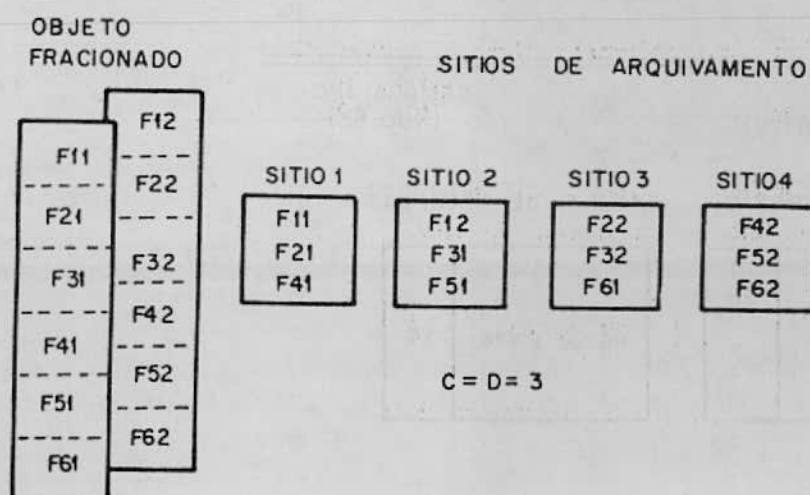 OBJETO
FRACIONADO
SITIOS DE ARQUIVAMENTO
F11
F21
F31
F41
F51
F61
F12
F22
F32
F42
F52
F62
SITIO 1
F11
F21
F41
SITIO 2
F12
F31
F51
SITIO 3
F22
F32
F61
SITIO4
F42
F52
F62
C = D = 3